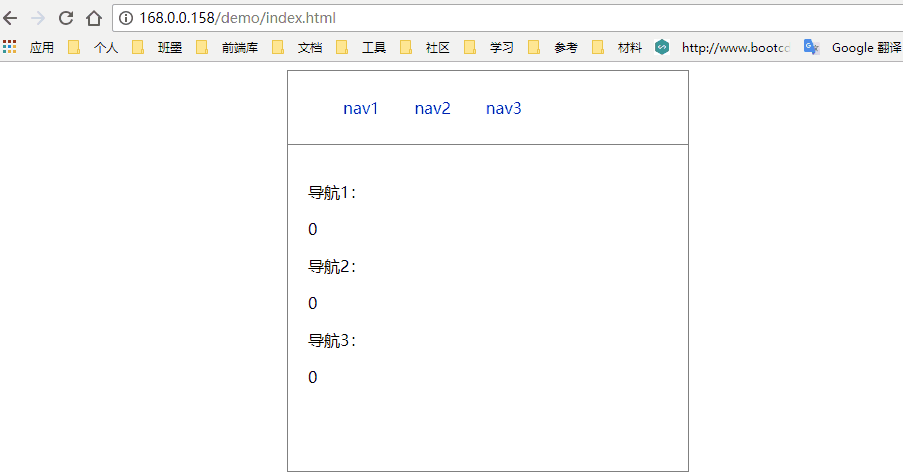 168.0.0.158/demo/index.html
应用 个人 班墨 前端库 文档 工具 社区 学习 参考 材料 http://www.bootcd Google 翻译
nav1 nav2 nav3
导航1：
0
导航2：
0
导航3：
0